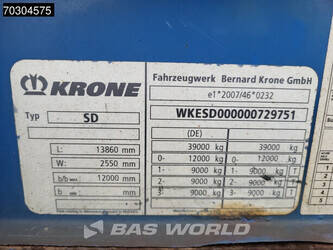 70304575
KRONE
Fahrzeugwerk Bernard Krone GmbH
e1*2007/46*0232
Typ SD
WKESD000000729751
(DE)
L: 13860 mm
39000 kg 39000 kg
W: 2550 mm
0- 12000 kg 0- 12000 kg
b/b max 12000 mm
1- 9000 kg 1- 9000 kg T
b min mm
2- 9000 kg 2- 9000 kg T
3- 9000 kg 3- 9000 kg T
BAS WORLD